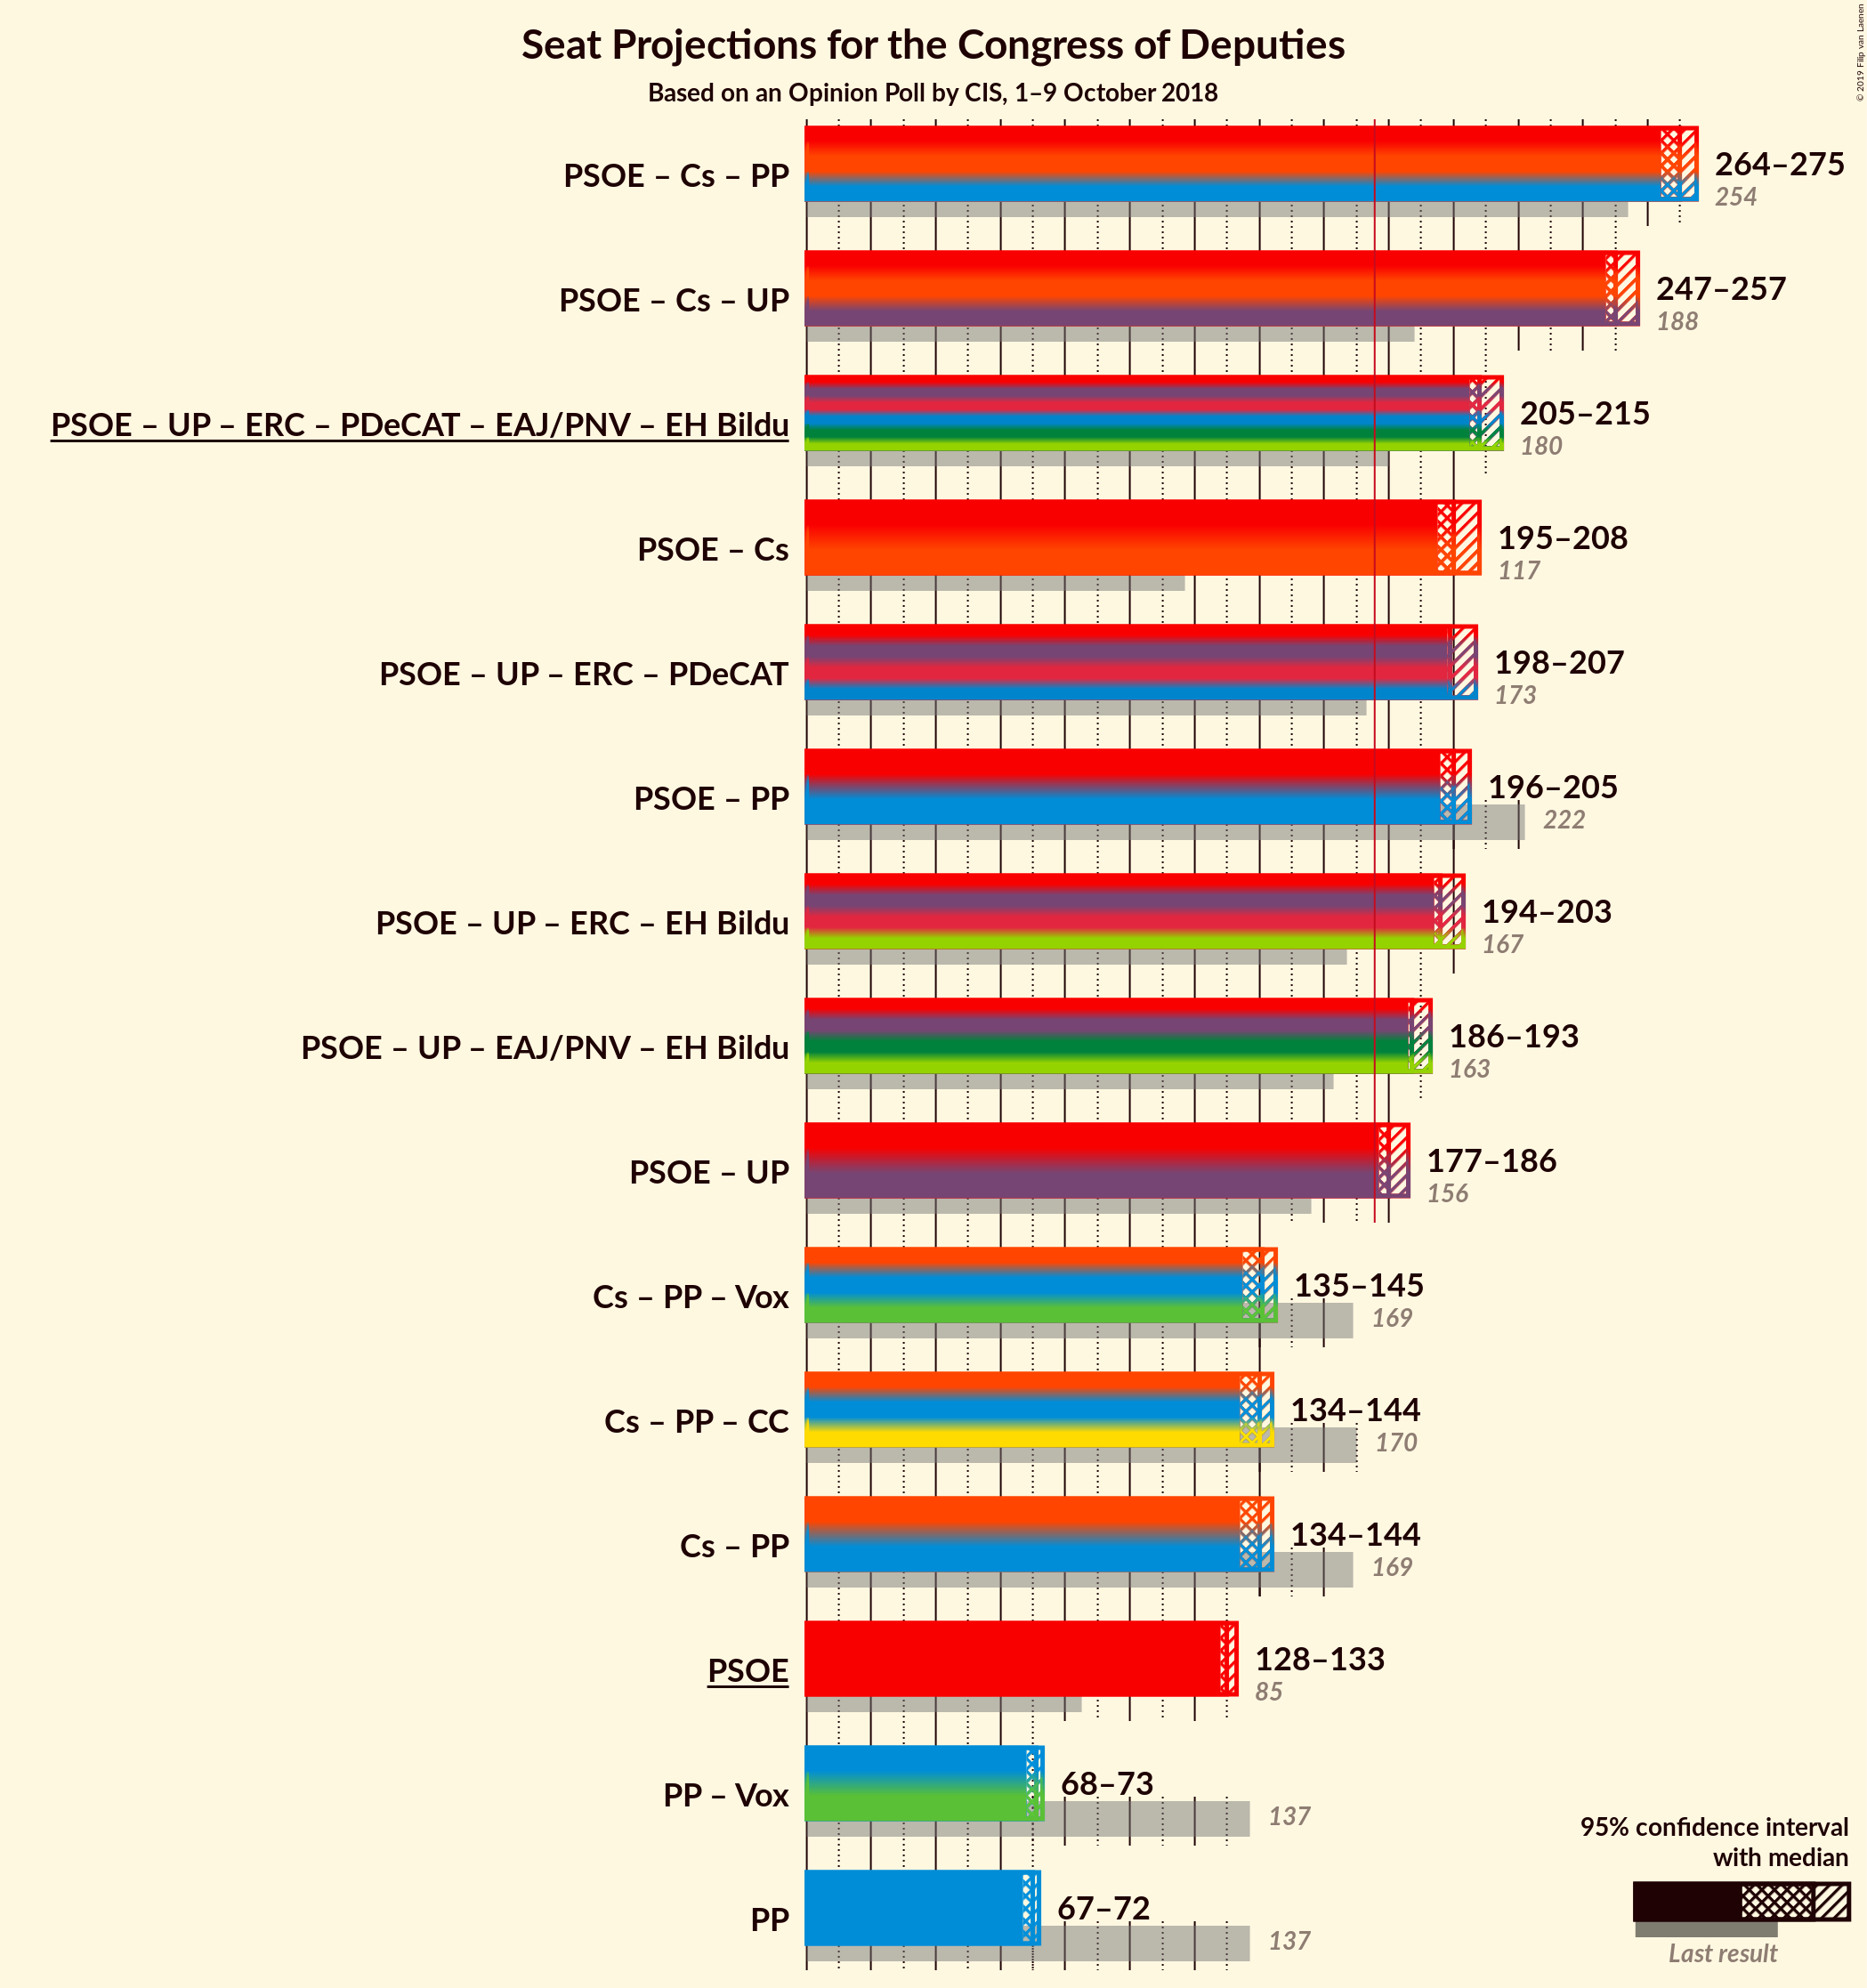 Seat Projections for the Congress of Deputies
Based on an Opinion Poll by CIS, 1–9 October 2018
© 2019 Filip van Laenen
PSOE – Cs – PP
264–275
254
PSOE – Cs – UP
247–257
188
PSOE – UP – ERC – PDeCAT – EAJ/PNV – EH Bildu
205–215
180
PSOE – Cs
195–208
117
PSOE – UP – ERC – PDeCAT
198–207
173
PSOE – PP
196–205
222
PSOE – UP – ERC – EH Bildu
194–203
167
PSOE – UP – EAJ/PNV – EH Bildu
186–193
163
PSOE – UP
177–186
156
Cs – PP – Vox
135–145
169
Cs – PP – CC
134–144
170
Cs – PP
134–144
169
PSOE
128–133
85
PP – Vox
68–73
137
PP
67–72
137
95% confidence interval
with median
Last result